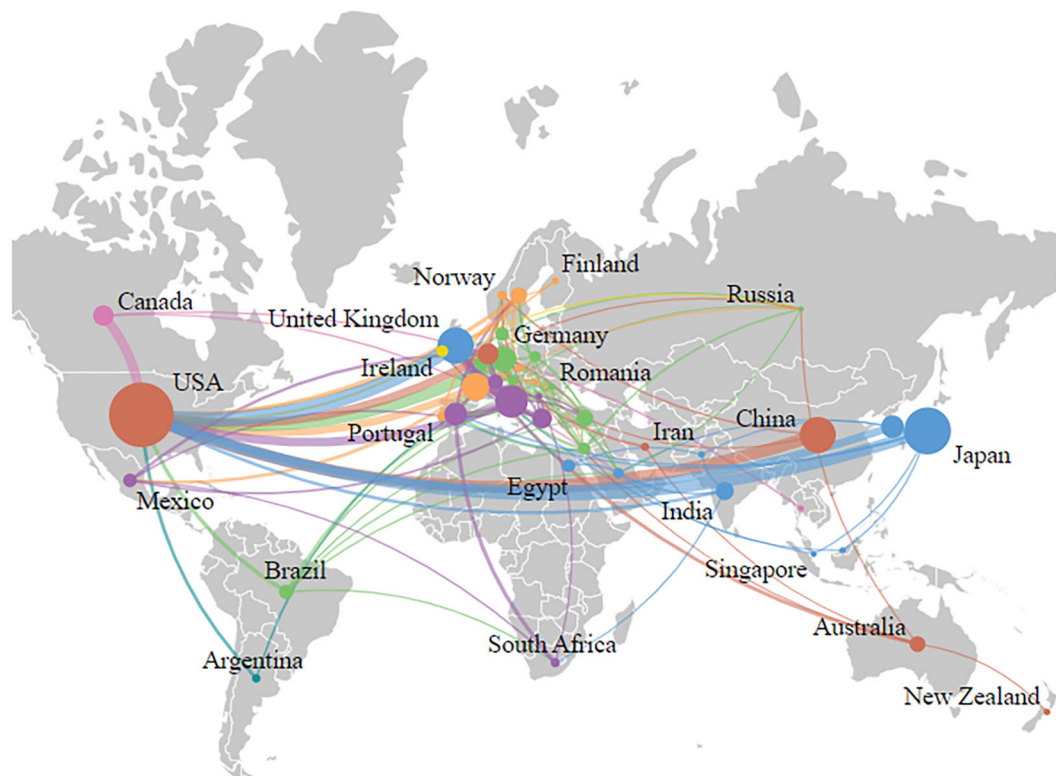 Finland
Norway
Russia
Canada
United Kingdom
Germany
Ireland
Romania
USA
China
Portugal
Iran
Japan
Egypt
Mexico
India
Brazil
Singapore
Australia
South Africa
Argentina
New Zealand